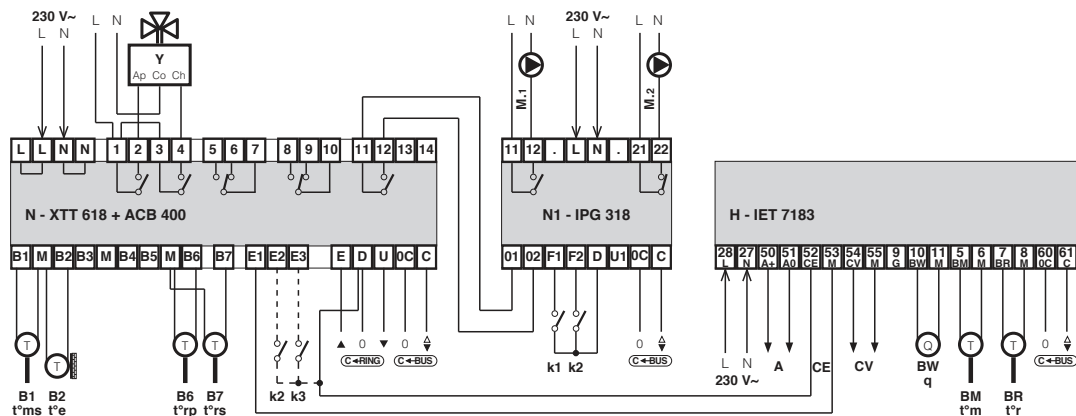 230 V~ L N 230 V~
L N L N L N L N
Y
Ap Co Ch
M.1 M.2
L L N N 1 2 3 4 5 6 7 8 9 10 11 12 13 14 11 12 . L N . 21 22
N - XTT 618 + ACB 400 N1 - IPG 318 H - IET 7183
B1 M B2 B3 M B4 B5 M B6 B7 E1 E2 E3 E D U 0C C 01 02 F1 F2 D U1 0C C 28 27 50 51 52 53 54 55 9 10 11 5 6 7 8 60 61
L N A+ A0 CE M CV M G BW M BM M BR M 0C C
T T T T 0 0 0 Q T T 0
C RING C BUS k1 k2 C BUS L N A CE CV C BUS
230 V~
B1 B2 B6 B7 k2 k3 BW BM BR
t°ms t°e t°rp t°rs q t°m t°r